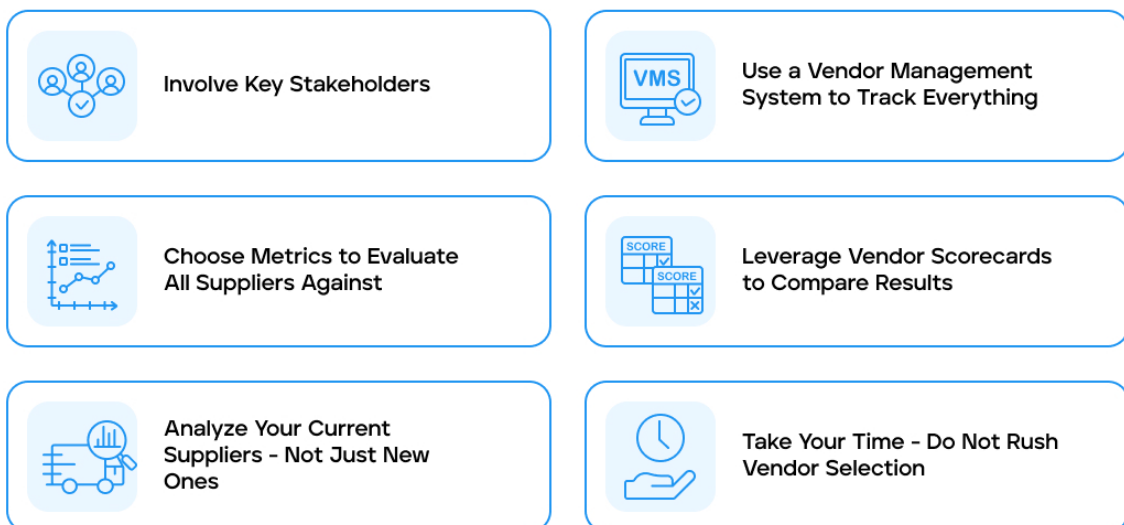 Involve Key Stakeholders
VMS
Use a Vendor Management
System to Track Everything
Choose Metrics to Evaluate
All Suppliers Against
SCORE
SCORE
Leverage Vendor Scorecards
to Compare Results
Analyze Your Current
Suppliers - Not Just New
Ones
Take Your Time - Do Not Rush
Vendor Selection